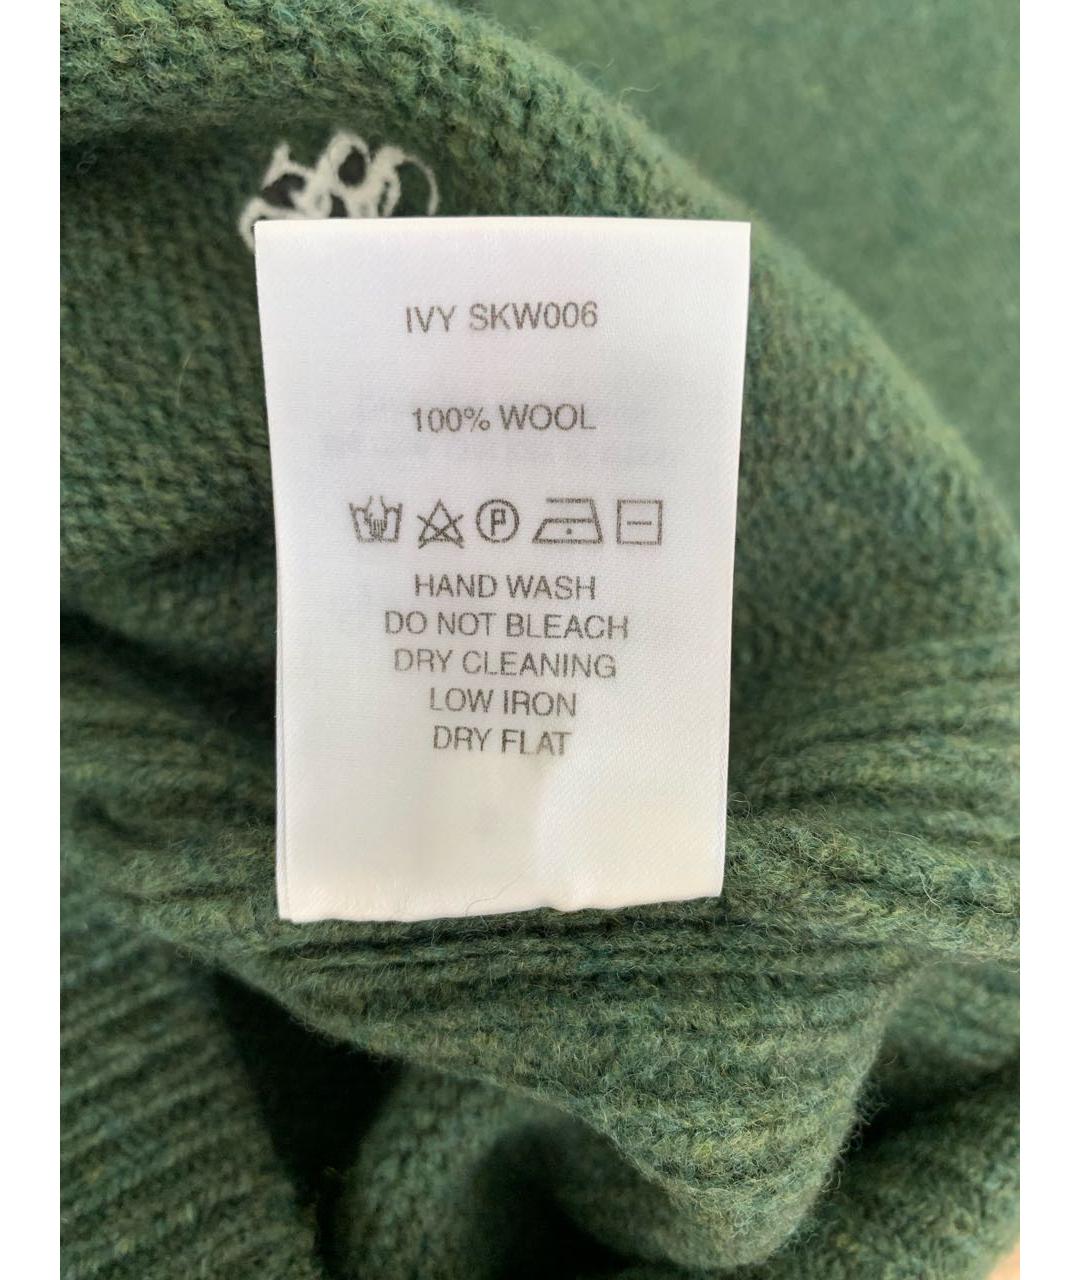 IVY SKW006
100% WOOL
P
HAND WASH
DO NOT BLEACH
DRY CLEANING
LOW IRON
DRY FLAT